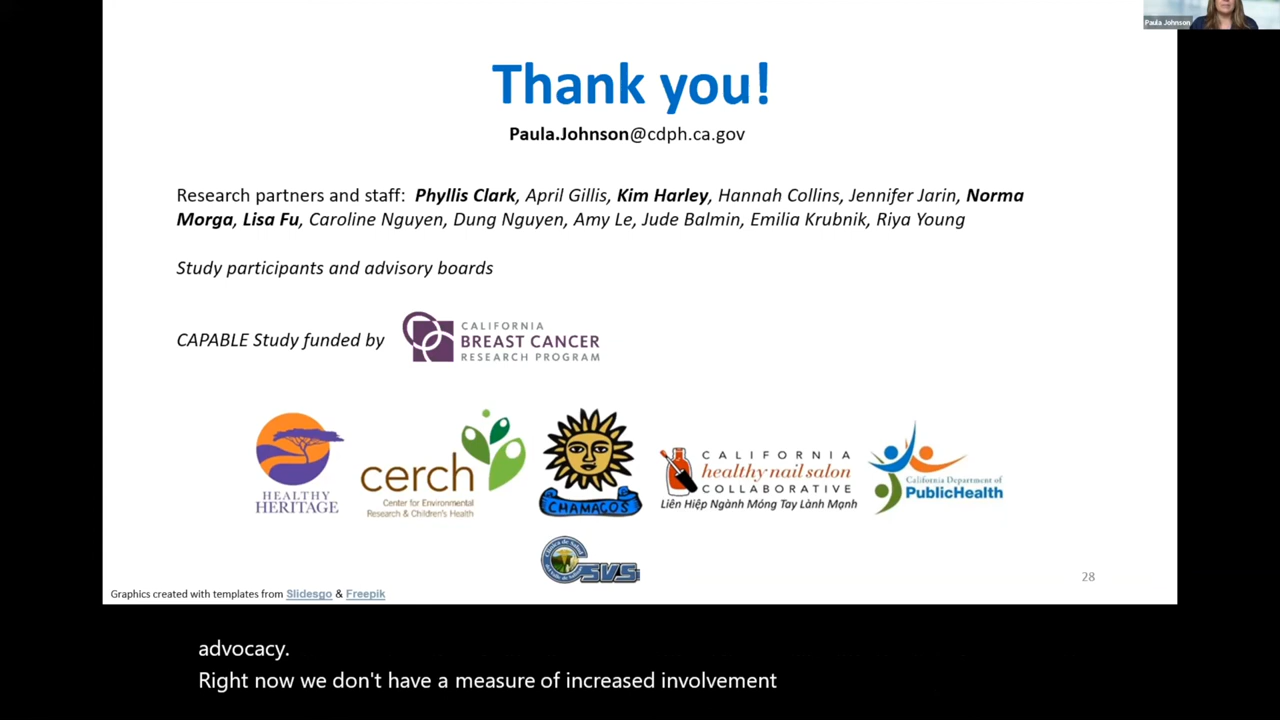 Paula Johnson
Thank you!
Paula.Johnson@cdph.ca.gov
Research partners and staff: Phyllis Clark, April Gillis, Kim Harley, Hannah Collins, Jennifer Jarin, Norma
Morga, Lisa Fu, Caroline Nguyen, Dung Nguyen, Amy Le, Jude Balmin, Emilia Krubnik, Riya Young
Study participants and advisory boards
CAPABLE Study funded by
CALIFORNIA
BREAST CANCER
RESEARCH PROGRAM
HEALTHY
HERITAGE
cerch
Center for Environmental
Research & Children's Health
CHAMACOS
CALIFORNIA
healthy nail salon
COLLABORATIVE
Liên Hiệp Ngành Móng Tay Lành Mạnh
California Department of
PublicHealth
Clinica de Salud
CSVS
28
Graphics created with templates from Slidesgo & Freepik
advocacy.
Right now we don't have a measure of increased involvement